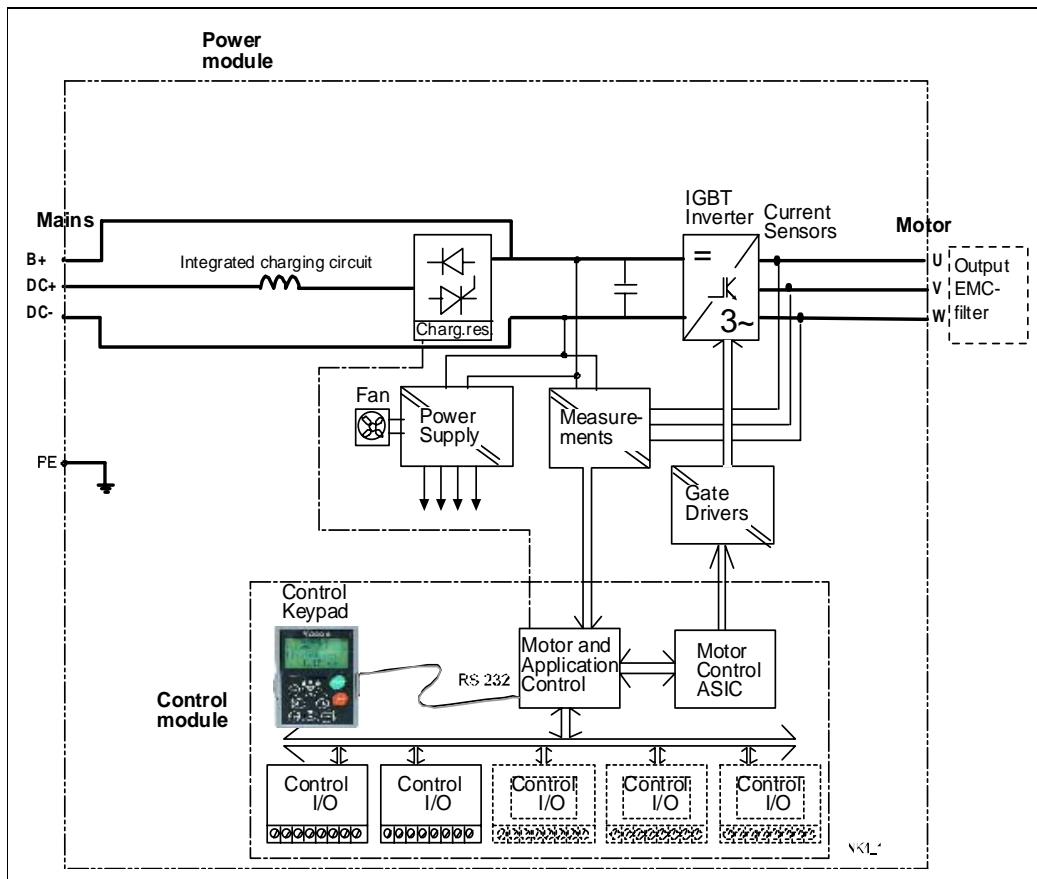 Power
module
IGBT
Inverter
Current
Sensors
Mains
Motor
B+
Integrated charging circuit
=
U
Output
EMC-
filter
DC+
V
DC-
Charg.res.
3~
W
Fan
Power
Supply
Measure-
ments
PE
Gate
Drivers
Control
Keypad
Motor and
Application
Control
Motor
Control
ASIC
RS 232
Control
module
Control
I/O
Control
I/O
Control
I/O
Control
I/O
Control
I/O